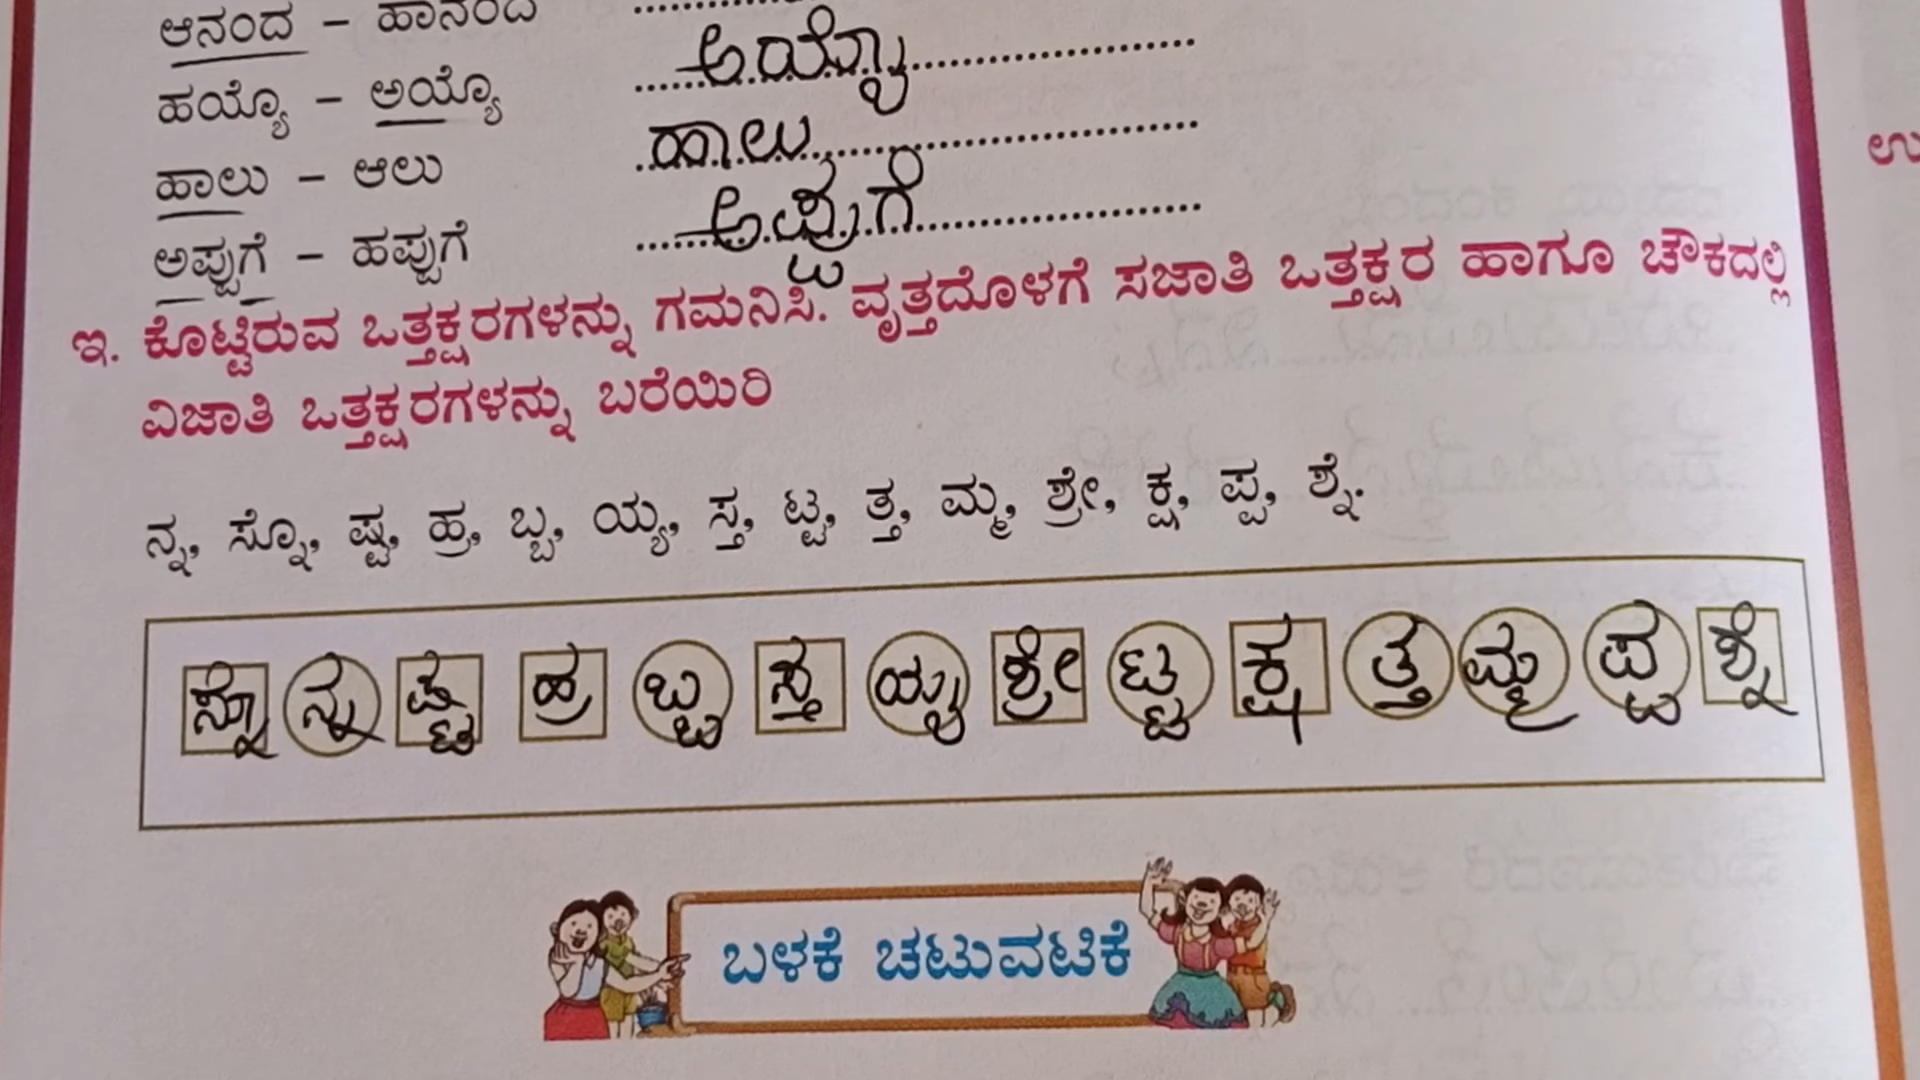 ಆನಂದ – ಹಾನಂದ
ಹಯ್ಯೊ – ಅಯ್ಯೊ ಅಯ್ಯೊ
ಹಾಲು – ಆಲು ಹಾಲು
ಅಪ್ಪುಗೆ – ಹಪ್ಪುಗೆ ಅಪ್ಪುಗೆ
ಇ. ಕೊಟ್ಟಿರುವ ಒತ್ತಕ್ಷರಗಳನ್ನು ಗಮನಿಸಿ. ವೃತ್ತದೊಳಗೆ ಸಜಾತಿ ಒತ್ತಕ್ಷರ ಹಾಗೂ ಚೌಕದಲ್ಲಿ
ವಿಜಾತಿ ಒತ್ತಕ್ಷರಗಳನ್ನು ಬರೆಯಿರಿ
ನ್ನ, ಸ್ನೊ, ಷ್ಟ, ಹ್ರ, ಬ್ಬ, ಯ್ಯ, ಸ್ತ, ಟ್ಟ, ತ್ತ, ಮ್ಮ, ಶ್ರೇ, ಕ್ಷ, ಪ್ಪ, ಶ್ನೆ.
ಸ್ನೊ ನ್ನ ಷ್ಟ ಹ್ರ ಬ್ಬ ಸ್ತ ಯ್ಯ ಶ್ರೇ ಟ್ಟ ಕ್ಷ ತ್ತ ಮ್ಮ ಪ್ಪ ಶ್ನೆ
ಬಳಕೆ ಚಟುವಟಿಕೆ
ಉ